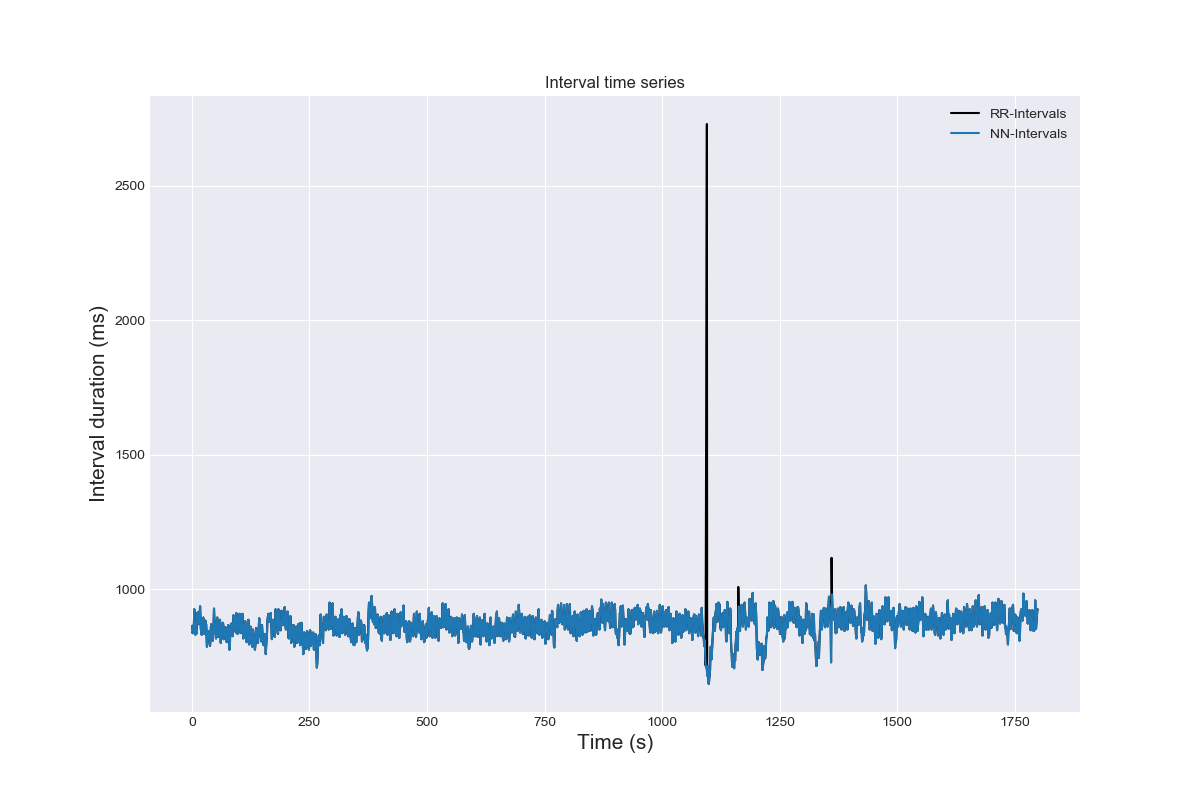 Interval time series
RR-Intervals
NN-Intervals
2500
2000
1500
1000
Interval duration (ms)
0 250 500 750 1000 1250 1500 1750
Time (s)